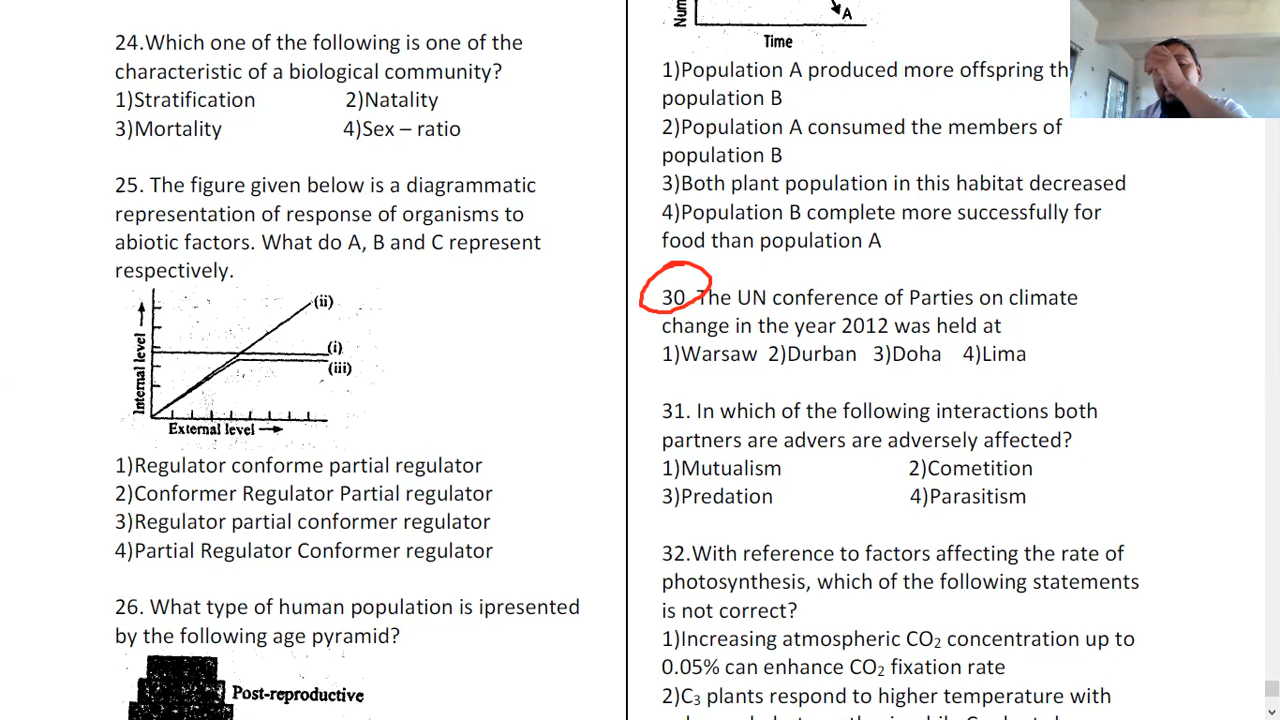 24.Which one of the following is one of the
characteristic of a biological community?
1)Stratification 2)Natality
3)Mortality 4)Sex – ratio
25. The figure given below is a diagrammatic
representation of response of organisms to
abiotic factors. What do A, B and C represent
respectively.
(ii)
(i)
(iii)
Internal level
External level
1)Regulator conforme partial regulator
2)Conformer Regulator Partial regulator
3)Regulator partial conformer regulator
4)Partial Regulator Conformer regulator
26. What type of human population is ipresented
by the following age pyramid?
Post-reproductive
Num
A
Time
1)Population A produced more offspring th
population B
2)Population A consumed the members of
population B
3)Both plant population in this habitat decreased
4)Population B complete more successfully for
food than population A
30. The UN conference of Parties on climate
change in the year 2012 was held at
1)Warsaw 2)Durban 3)Doha 4)Lima
31. In which of the following interactions both
partners are advers are adversely affected?
1)Mutualism 2)Cometition
3)Predation 4)Parasitism
32.With reference to factors affecting the rate of
photosynthesis, which of the following statements
is not correct?
1)Increasing atmospheric CO₂ concentration up to
0.05% can enhance CO₂ fixation rate
2)C₃ plants respond to higher temperature with